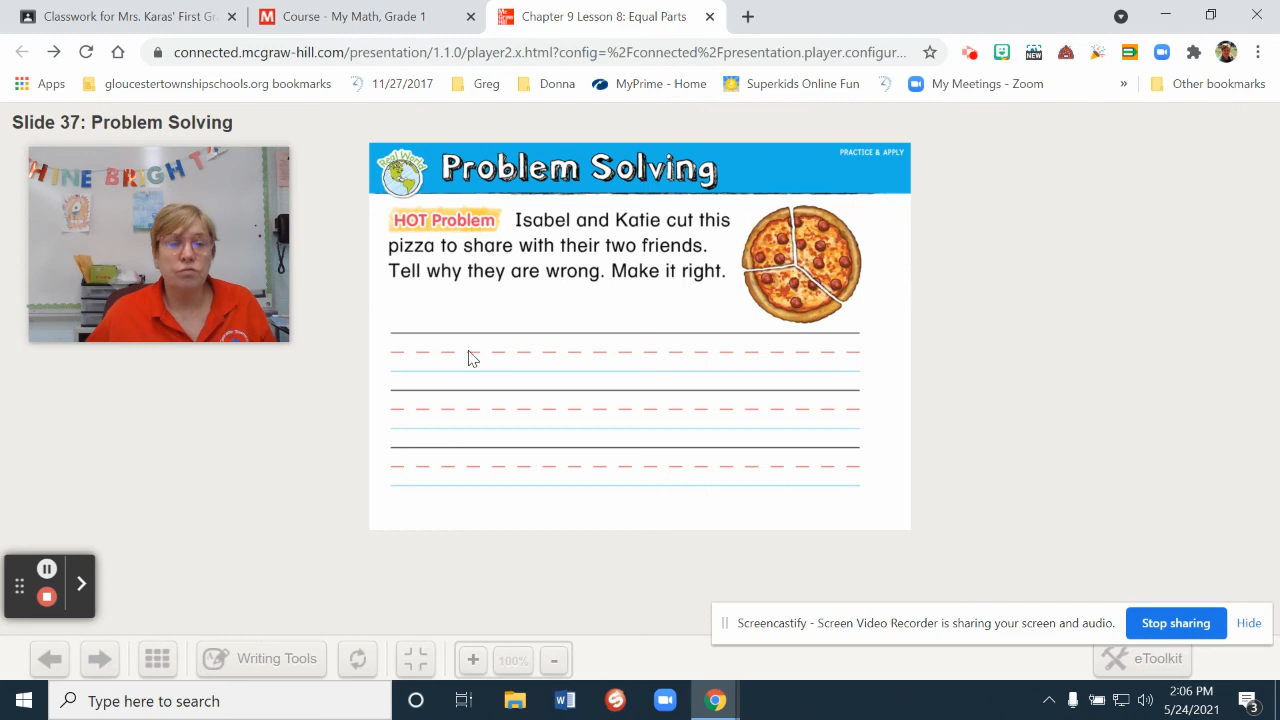 Classwork for Mrs. Karas' First Gr
Course - My Math, Grade 1
Chapter 9 Lesson 8: Equal Parts
connected.mcgraw-hill.com/presentation/1.1.0/player2.x.html?config=%2Fconnected%2Fpresentation.player.configur...
Apps
gloucestertownshipschools.org bookmarks
11/27/2017
Greg
Donna
MyPrime - Home
Superkids Online Fun
My Meetings - Zoom
»
Other bookmarks
Slide 37: Problem Solving
HINE BRIGHT
Real World
Problem Solving
PRACTICE & APPLY
HOT Problem Isabel and Katie cut this
pizza to share with their two friends.
Tell why they are wrong. Make it right.
Screencastify - Screen Video Recorder is sharing your screen and audio.
Stop sharing
Hide
Writing Tools
100%
eToolkit
Type here to search
2:06 PM
5/24/2021
3